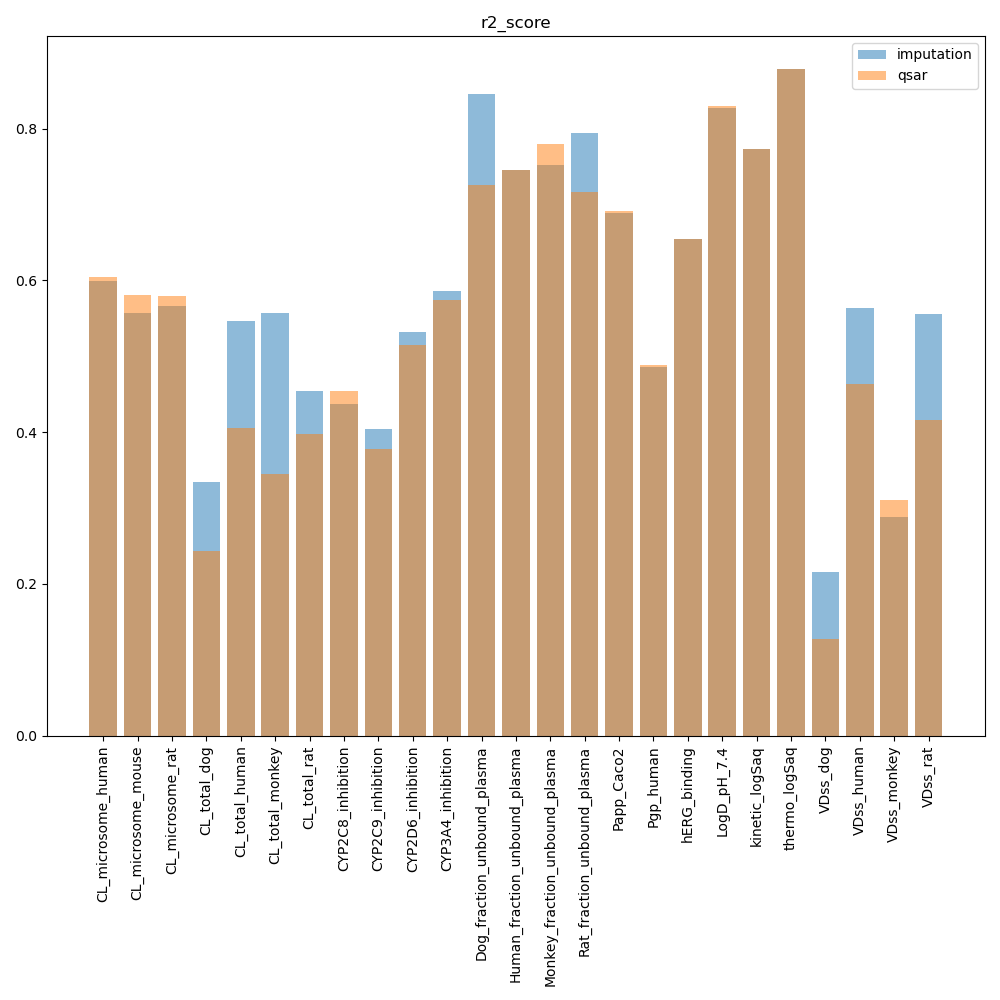 r2_score
imputation
qsar
0.8
0.6
0.4
0.2
0.0
CL_microsome_human
CL_microsome_mouse
CL_microsome_rat
CL_total_dog
CL_total_human
CL_total_monkey
CL_total_rat
CYP2C8_inhibition
CYP2C9_inhibition
CYP2D6_inhibition
CYP3A4_inhibition
Dog_fraction_unbound_plasma
Human_fraction_unbound_plasma
Monkey_fraction_unbound_plasma
Rat_fraction_unbound_plasma
Papp_Caco2
Pgp_human
hERG_binding
LogD_pH_7.4
kinetic_logSaq
thermo_logSaq
VDss_dog
VDss_human
VDss_monkey
VDss_rat